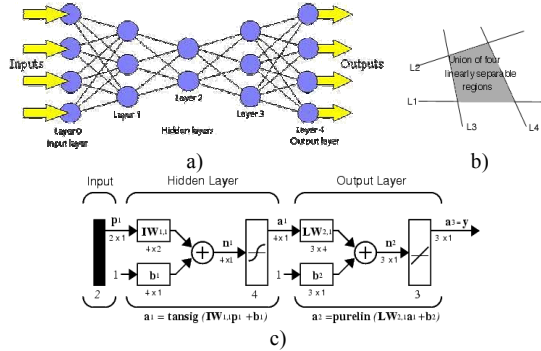 Inputs
Outputs
Layer 0
Input layer
Layer 1
Layer 2
Hidden layers
Layer 3
Layer 4
Output layer
a)
L2
L1
L3
L4
Union of four
linearly separable
regions
b)
Input
Hidden Layer
Output Layer
p1
2 x 1
IW1,1
4 x 2
1
b1
4 x 1
n1
4x1
a1
4 x 1
LW2,1
3 x 4
1
b2
3 x 1
n2
3 x 1
a3 = y
3 x 1
2
4
3
a1 = tansig (IW1,1p1 +b1)
a2 =purelin (LW2,1a1 +b2)
c)